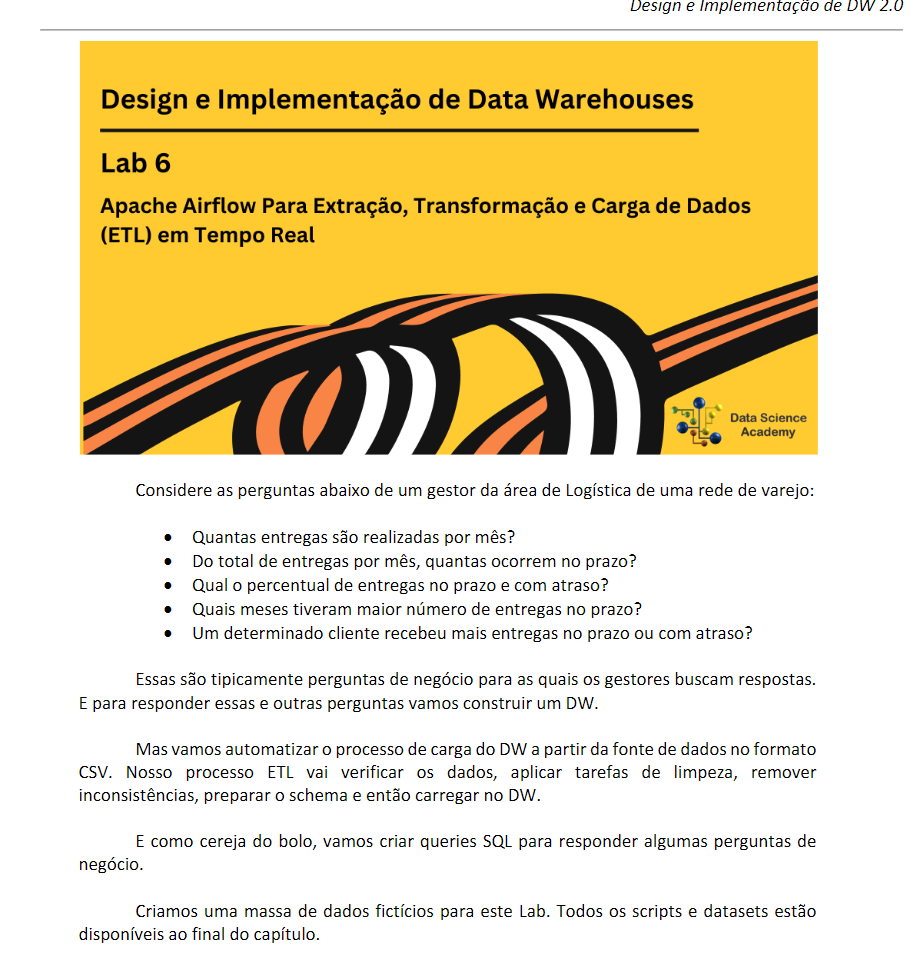 Design e Implementação de DW 2.0
Design e Implementação de Data Warehouses
Lab 6
Apache Airflow Para Extração, Transformação e Carga de Dados
(ETL) em Tempo Real
Data Science
Academy
Considere as perguntas abaixo de um gestor da área de Logística de uma rede de varejo:
• Quantas entregas são realizadas por mês?
• Do total de entregas por mês, quantas ocorrem no prazo?
• Qual o percentual de entregas no prazo e com atraso?
• Quais meses tiveram maior número de entregas no prazo?
• Um determinado cliente recebeu mais entregas no prazo ou com atraso?
Essas são tipicamente perguntas de negócio para as quais os gestores buscam respostas.
E para responder essas e outras perguntas vamos construir um DW.
Mas vamos automatizar o processo de carga do DW a partir da fonte de dados no formato
CSV. Nosso processo ETL vai verificar os dados, aplicar tarefas de limpeza, remover
inconsistências, preparar o schema e então carregar no DW.
E como cereja do bolo, vamos criar queries SQL para responder algumas perguntas de
negócio.
Criamos uma massa de dados fictícios para este Lab. Todos os scripts e datasets estão
disponíveis ao final do capítulo.